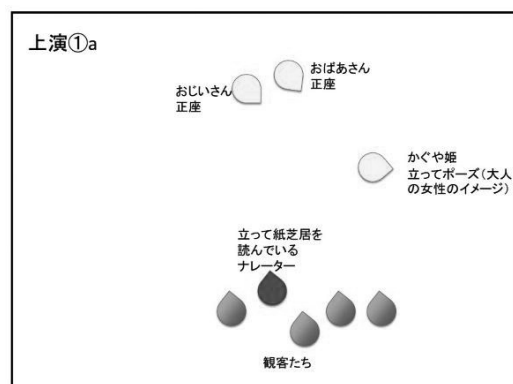 上演①a
おじいさん
正座
おばあさん
正座
かぐや姫
立ってポーズ(大人
の女性のイメージ)
立って紙芝居を
読んでいる
ナレーター
観客たち